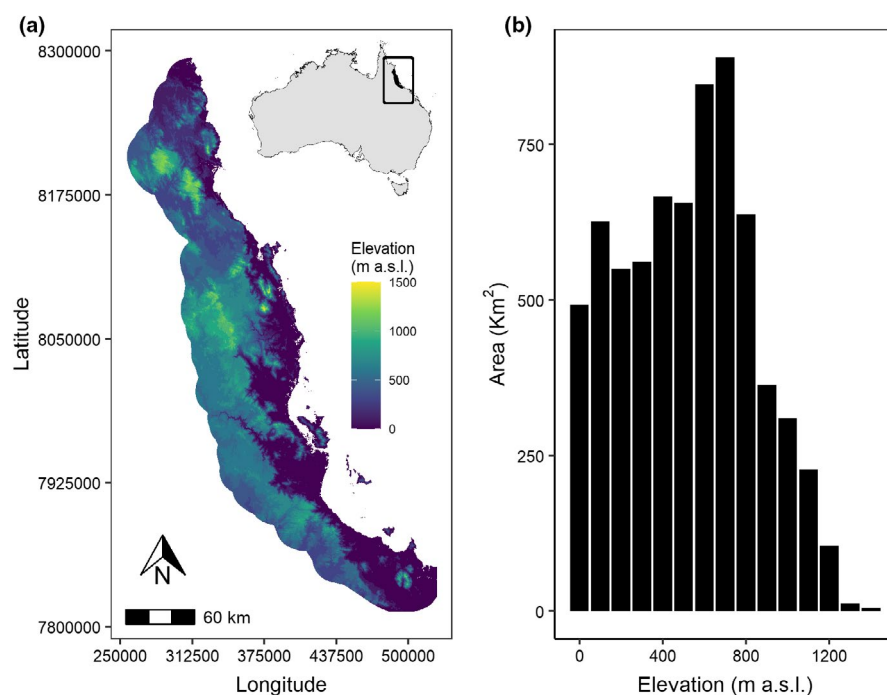 (a)
8300000
8175000
8050000
7925000
7800000
Latitude
Elevation
(m a.s.l.)
1500
1000
500
0
N
60 km
250000 312500 375000 437500 500000
Longitude
(b)
750
500
250
0
Area (Km²)
0 400 800 1200
Elevation (m a.s.l.)